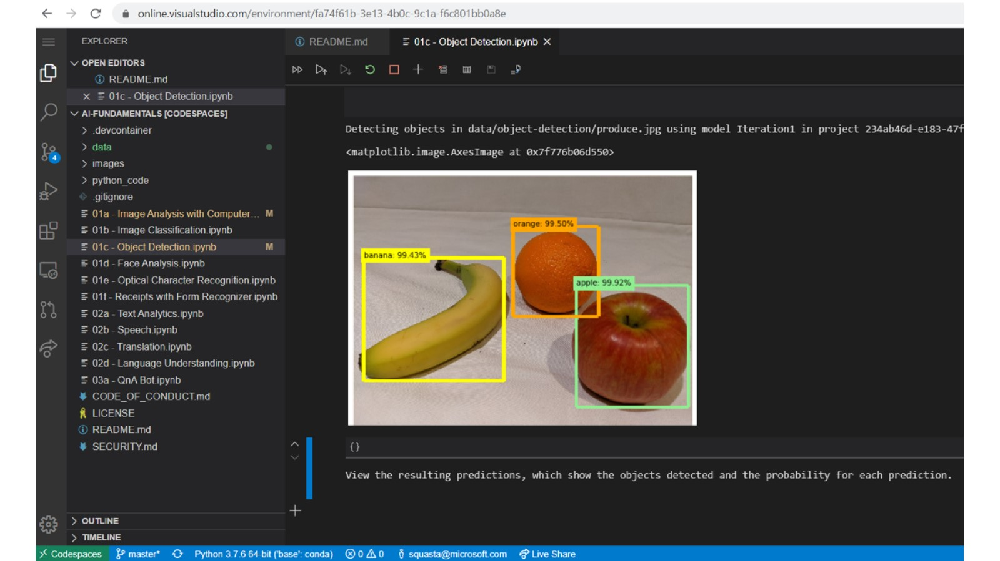 online.visualstudio.com/environment/fa74f61b-3e13-4b0c-9c1a-f6c801bb0a8e
EXPLORER
OPEN EDITORS
README.md
01c - Object Detection.ipynb
AI-FUNDAMENTALS [CODESPACES]
.devcontainer
data
images
python_code
.gitignore
01a - Image Analysis with Computer... M
01b - Image Classification.ipynb
01c - Object Detection.ipynb M
01d - Face Analysis.ipynb
01e - Optical Character Recognition.ipynb
01f - Receipts with Form Recognizer.ipynb
02a - Text Analytics.ipynb
02b - Speech.ipynb
02c - Translation.ipynb
02d - Language Understanding.ipynb
03a - QnA Bot.ipynb
CODE_OF_CONDUCT.md
LICENSE
README.md
SECURITY.md
OUTLINE
TIMELINE
4
README.md
01c - Object Detection.ipynb
Detecting objects in data/object-detection/produce.jpg using model Iteration1 in project 234ab46d-e183-47f
<matplotlib.image.AxesImage at 0x7f776b06d550>
orange: 99.50%
banana: 99.43%
apple: 99.92%
{}
View the resulting predictions, which show the objects detected and the probability for each prediction.
Codespaces master* Python 3.7.6 64-bit ('base': conda) 0 0 squasta@microsoft.com Live Share